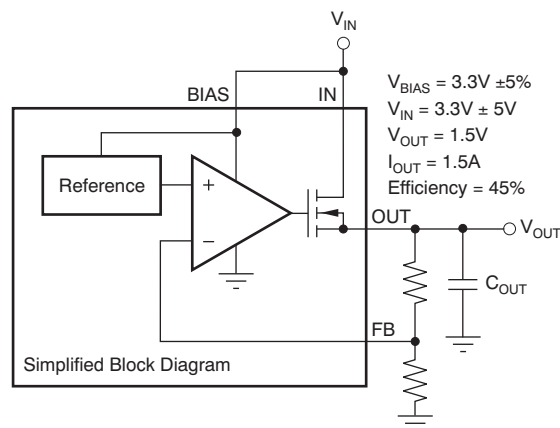 V_IN
BIAS
IN
V_BIAS = 3.3V ±5%
V_IN = 3.3V ± 5V
V_OUT = 1.5V
I_OUT = 1.5A
Efficiency = 45%
Reference
+
−
OUT
V_OUT
C_OUT
FB
Simplified Block Diagram